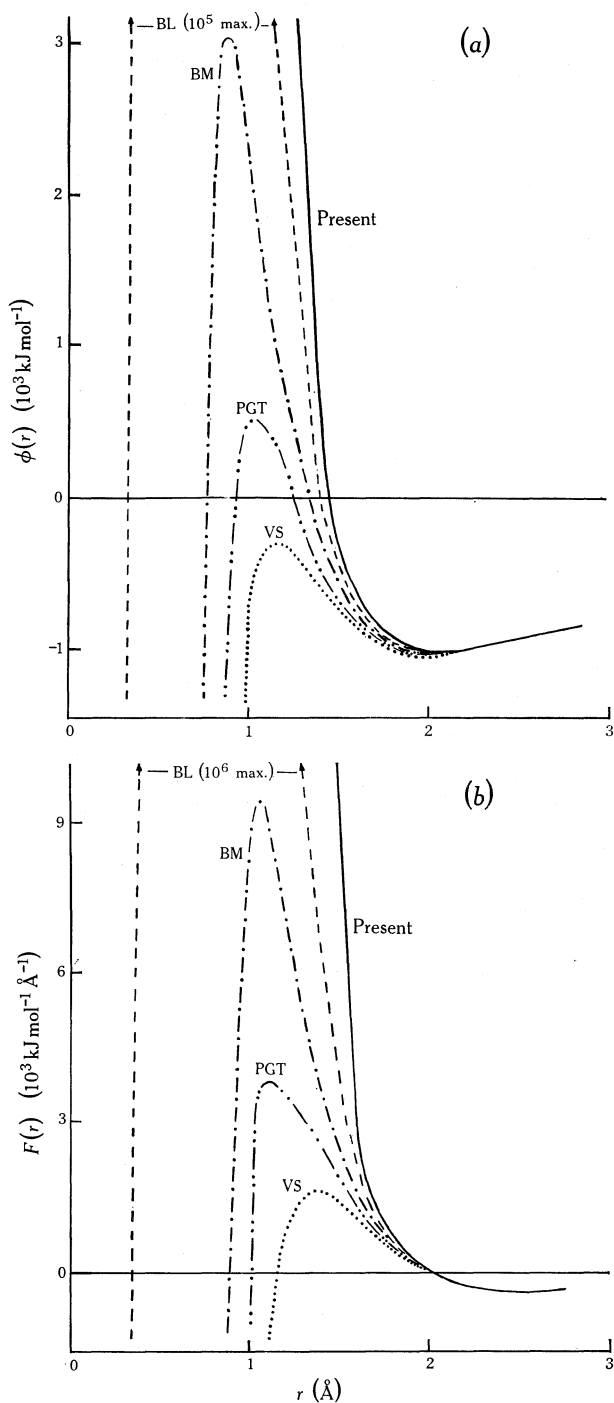 BL (10⁵ max.)
(a)
3
BM
2
Present
ϕ(r) (10³ kJ mol⁻¹)
1
PGT
0
VS
−1
0 1 2 3
BL (10⁶ max.)
(b)
9
BM
Present
6
F(r) (10³ kJ mol⁻¹ Å⁻¹)
PGT
3
VS
0
0 1 2 3
r (Å)